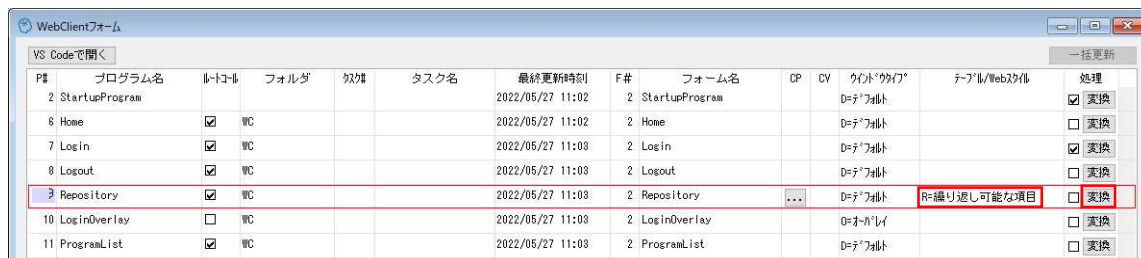 WebClientフォーム
VS Codeで開く 一括更新
P# プログラム名 ルートコール フォルダ タスク# タスク名 最終更新時刻 F# フォーム名 CP CV ウインドウタイプ テーブル/Webスタイル 処理
2 StartupProgram 2022/05/27 11:02 2 StartupProgram D=デフォルト 変換
6 Home WC 2022/05/27 11:02 2 Home D=デフォルト 変換
7 Login WC 2022/05/27 11:03 2 Login D=デフォルト 変換
8 Logout WC 2022/05/27 11:03 2 Logout D=デフォルト 変換
Repository WC 2022/05/27 11:03 2 Repository ... D=デフォルト R=繰り返し可能な項目 変換
10 LoginOverlay WC 2022/05/27 11:03 2 LoginOverlay O=オーバレイ 変換
11 ProgramList WC 2022/05/27 11:03 2 ProgramList D=デフォルト 変換